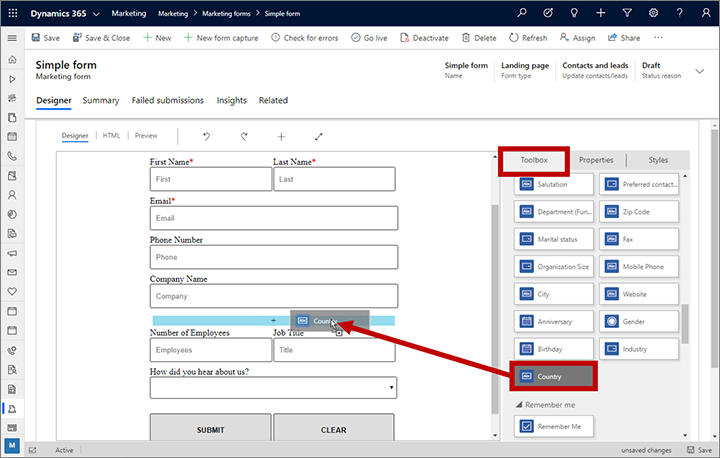 Dynamics 365 Marketing Marketing > Marketing forms > Simple form
Save Save & Close New New form capture Check for errors Go live Deactivate Delete Refresh Assign Share
Simple form
Marketing form
Simple form Landing page Contacts and leads Draft
Name Form type Update contacts/leads Status reason
Designer Summary Failed submissions Insights Related
Designer HTML Preview
Toolbox Properties Styles
First Name* Last Name*
First Last
Email*
Email
Phone Number
Phone
Company Name
Company
+ Country
Number of Employees Job Title
Employees Title
How did you hear about us?
SUBMIT CLEAR
Salutation Preferred contact...
Department (Fun... Zip Code
Marital status Fax
Organization Size Mobile Phone
City Website
Anniversary Gender
Birthday Industry
Country
Remember me
Remember Me
M
Active unsaved changes Save